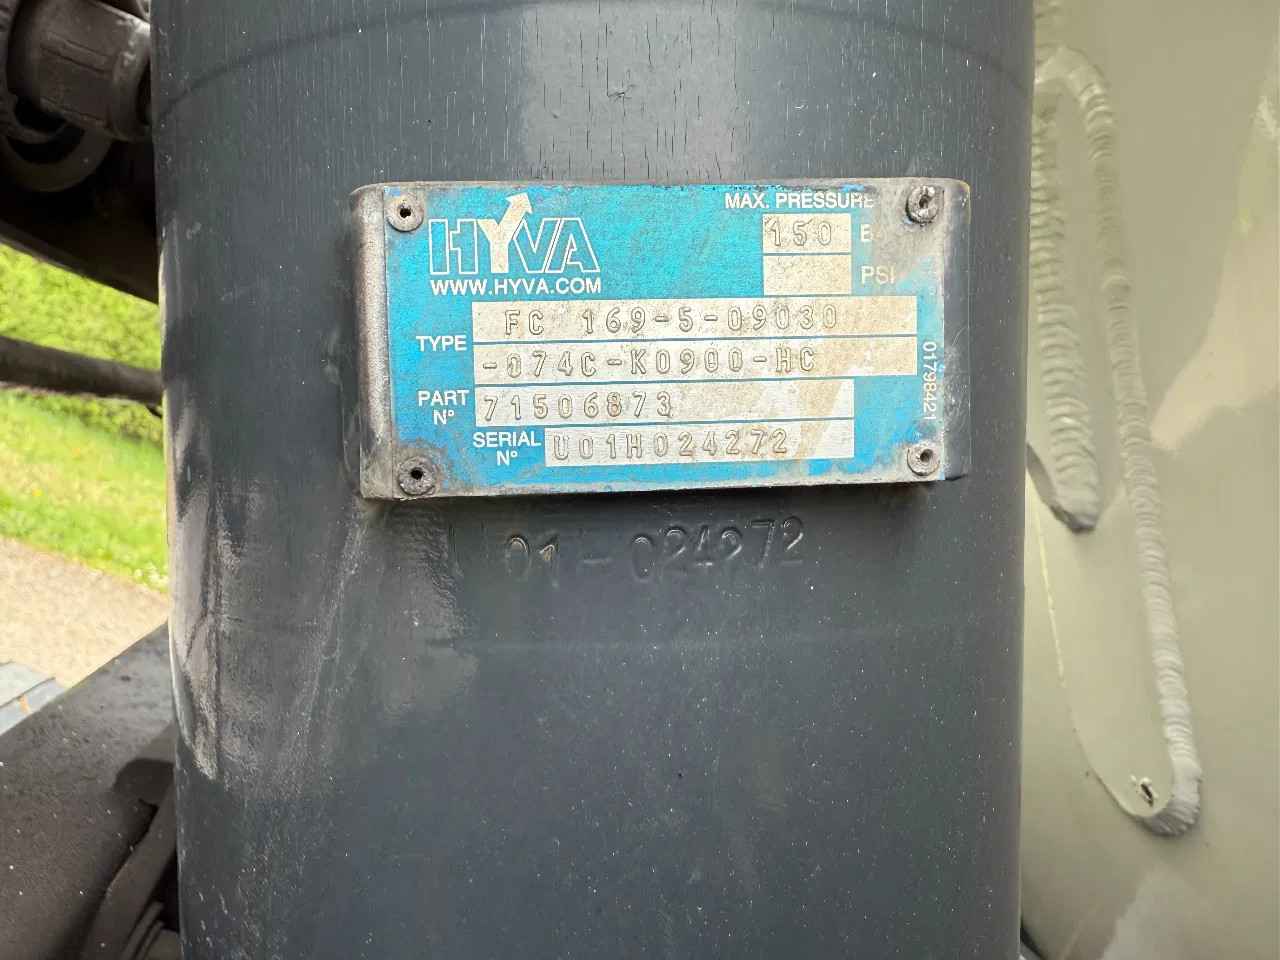 HYVA
WWW.HYVA.COM
MAX. PRESSURE
150
PSI
TYPE
FC 169-5-09030
-074C-K0900-HC
PART N° 71506873
SERIAL N° U01H024272
01798421
01-024272